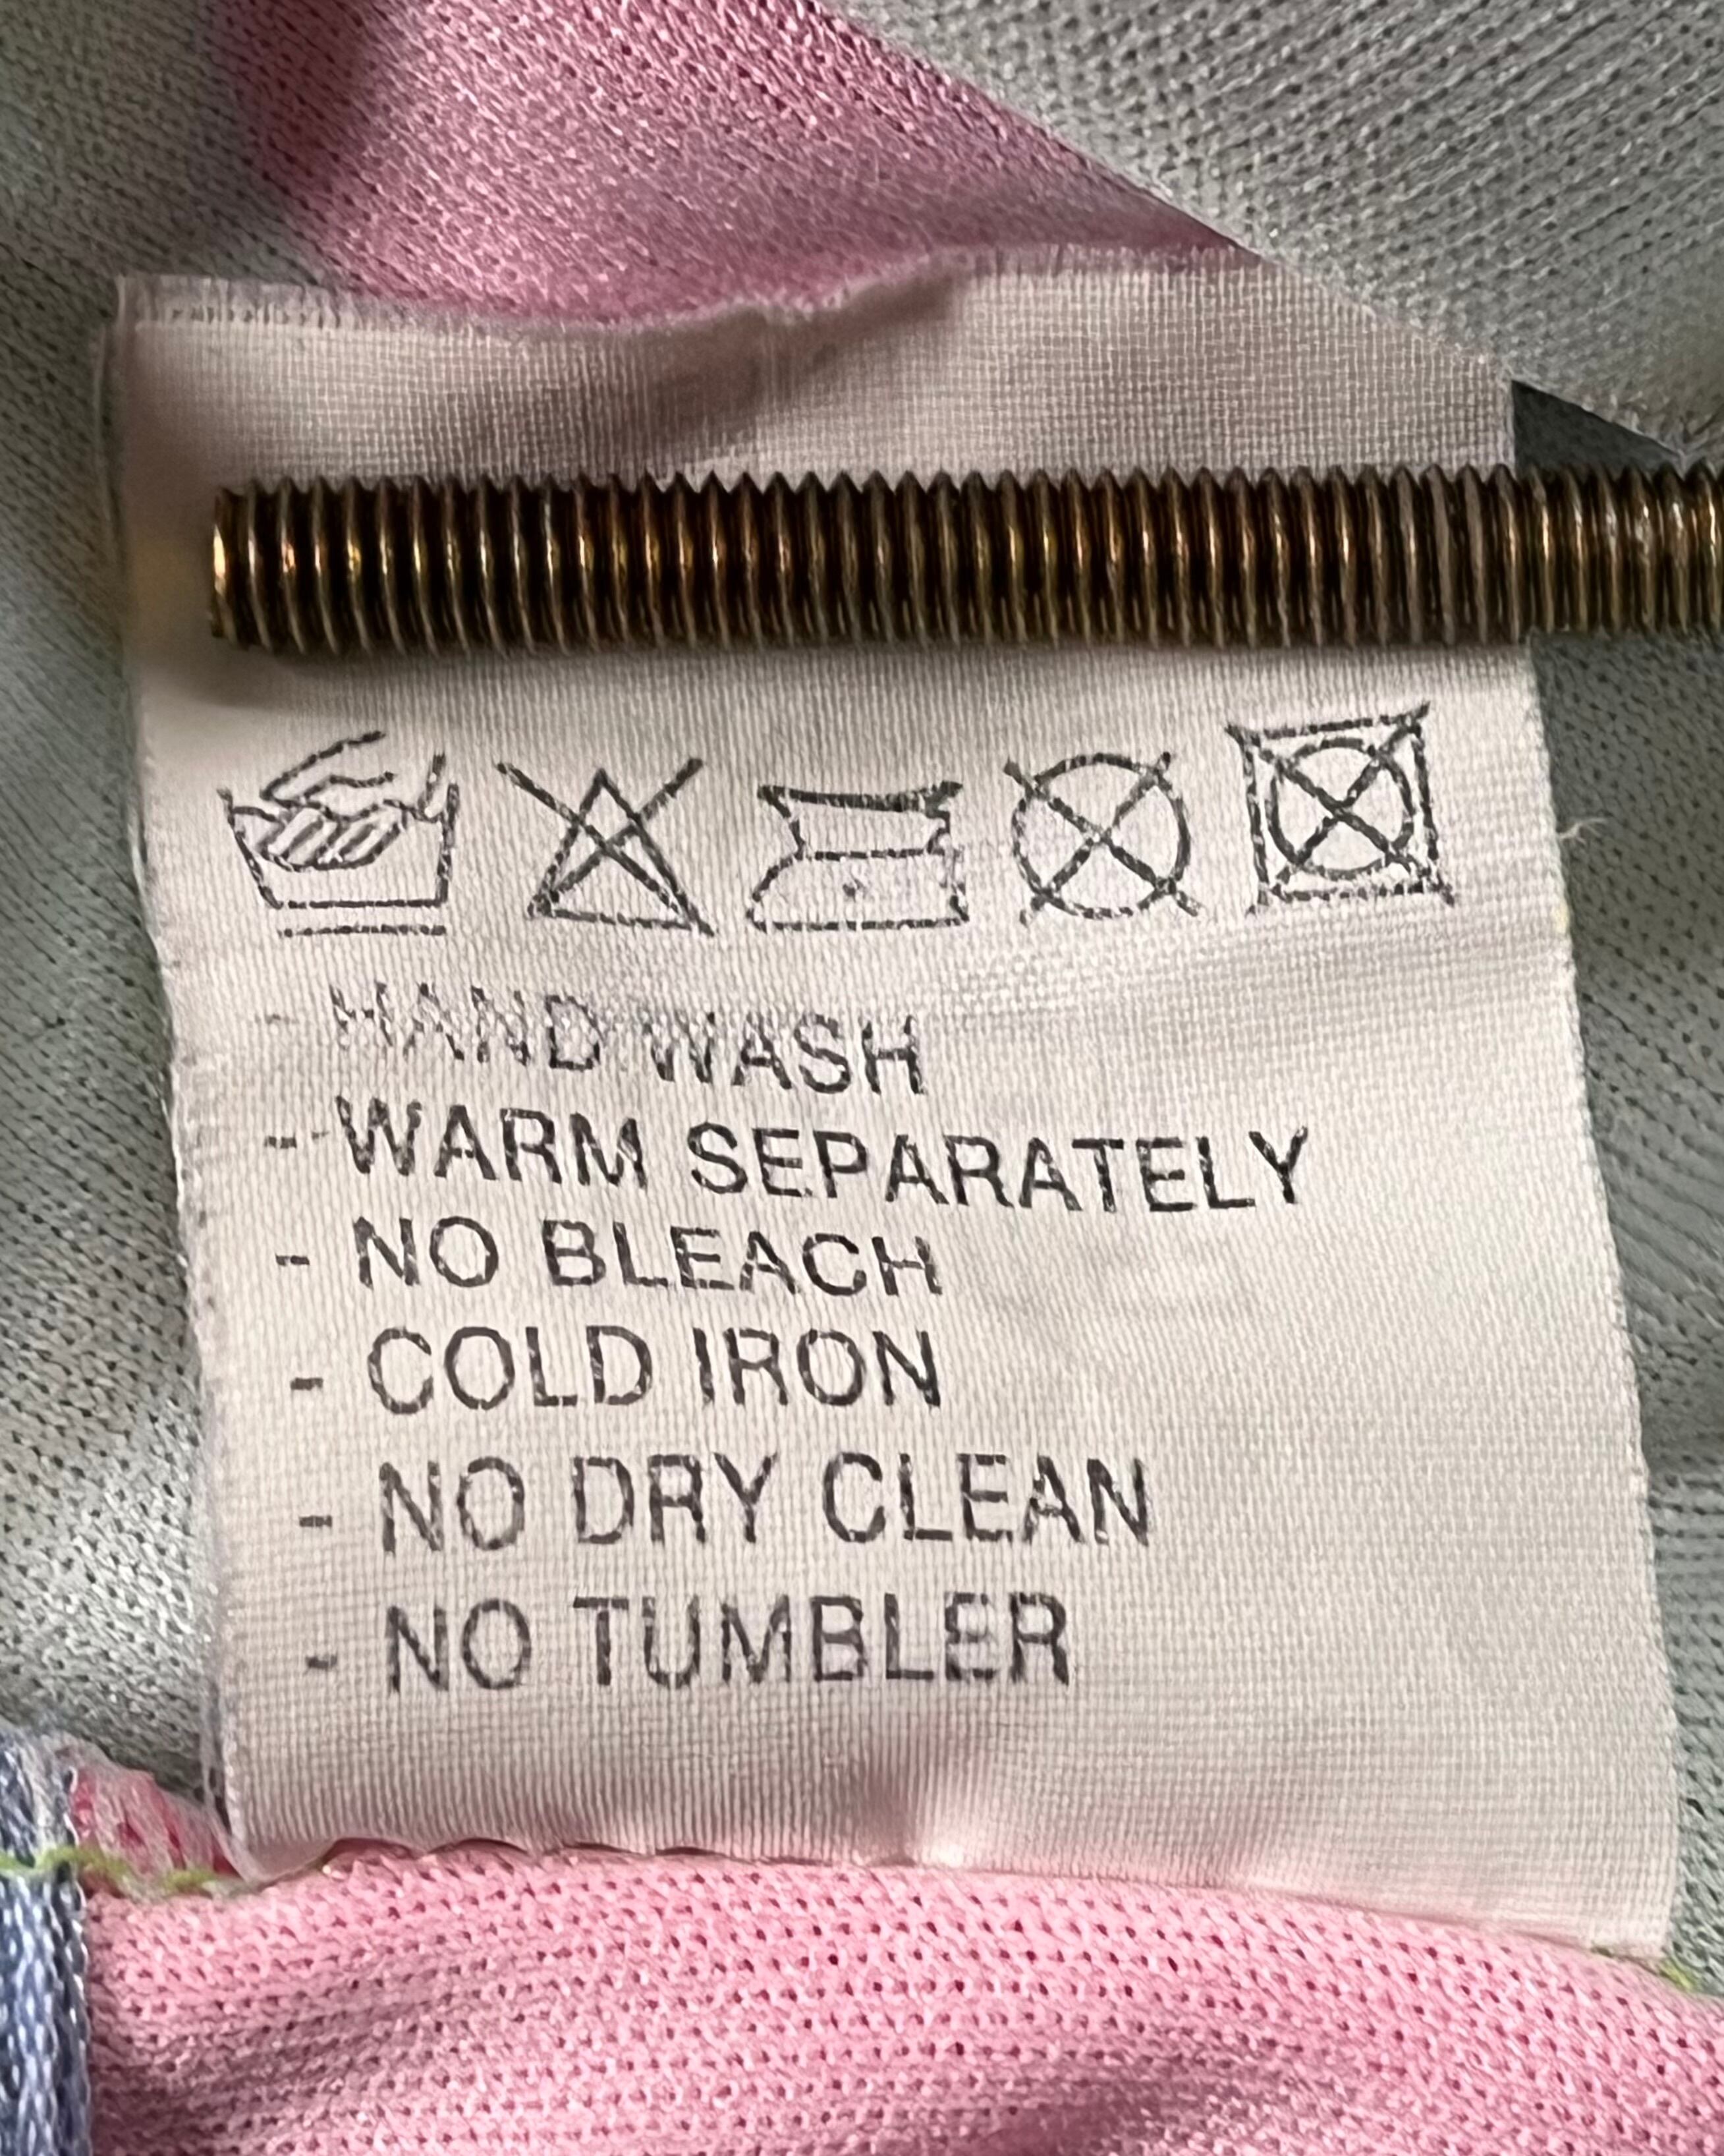 - HAND WASH
- WARM SEPARATELY
- NO BLEACH
- COLD IRON
- NO DRY CLEAN
- NO TUMBLER